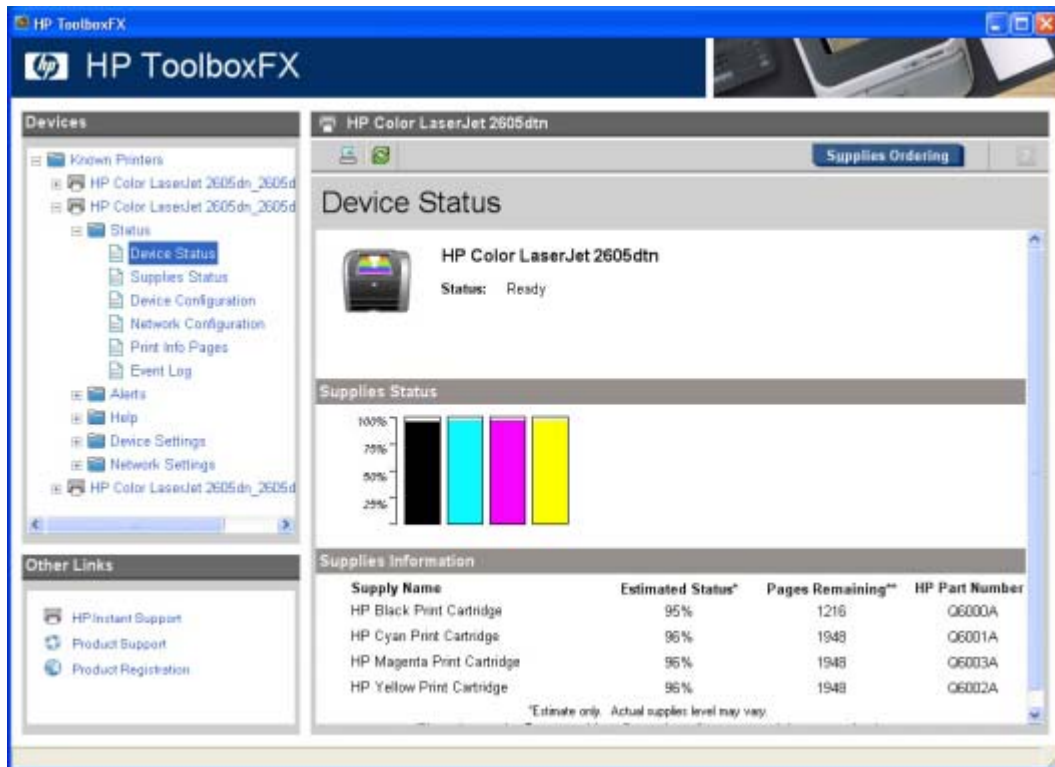 HP ToolboxFX
hp HP ToolboxFX
Devices
Known Printers
HP Color LaserJet 2605dn_2605d
HP Color LaserJet 2605dn_2605d
Status
Device Status
Supplies Status
Device Configuration
Network Configuration
Print Info Pages
Event Log
Alerts
Help
Device Settings
Network Settings
HP Color LaserJet 2605dn_2605d
Other Links
HP Instant Support
Product Support
Product Registration
HP Color LaserJet 2605dtn
Supplies Ordering
Device Status
HP Color LaserJet 2605dtn
Status: Ready
Supplies Status
100%
75%
50%
25%
Supplies Information
Supply Name Estimated Status* Pages Remaining** HP Part Number
HP Black Print Cartridge 95% 1216 Q6000A
HP Cyan Print Cartridge 96% 1948 Q6001A
HP Magenta Print Cartridge 96% 1948 Q6003A
HP Yellow Print Cartridge 96% 1948 Q6002A
*Estimate only. Actual supplies level may vary.